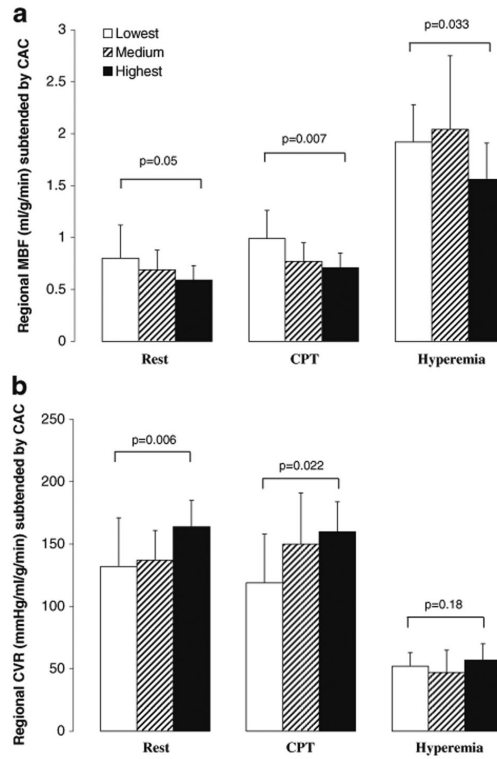 a
Regional MBF (ml/g/min) subtended by CAC
3
2.5
2
1.5
1
0.5
0
Lowest
Medium
Highest
p=0.05
p=0.007
p=0.033
Rest
CPT
Hyperemia
b
Regional CVR (mmHg/ml/g/min) subtended by CAC
250
200
150
100
50
0
p=0.006
p=0.022
p=0.18
Rest
CPT
Hyperemia